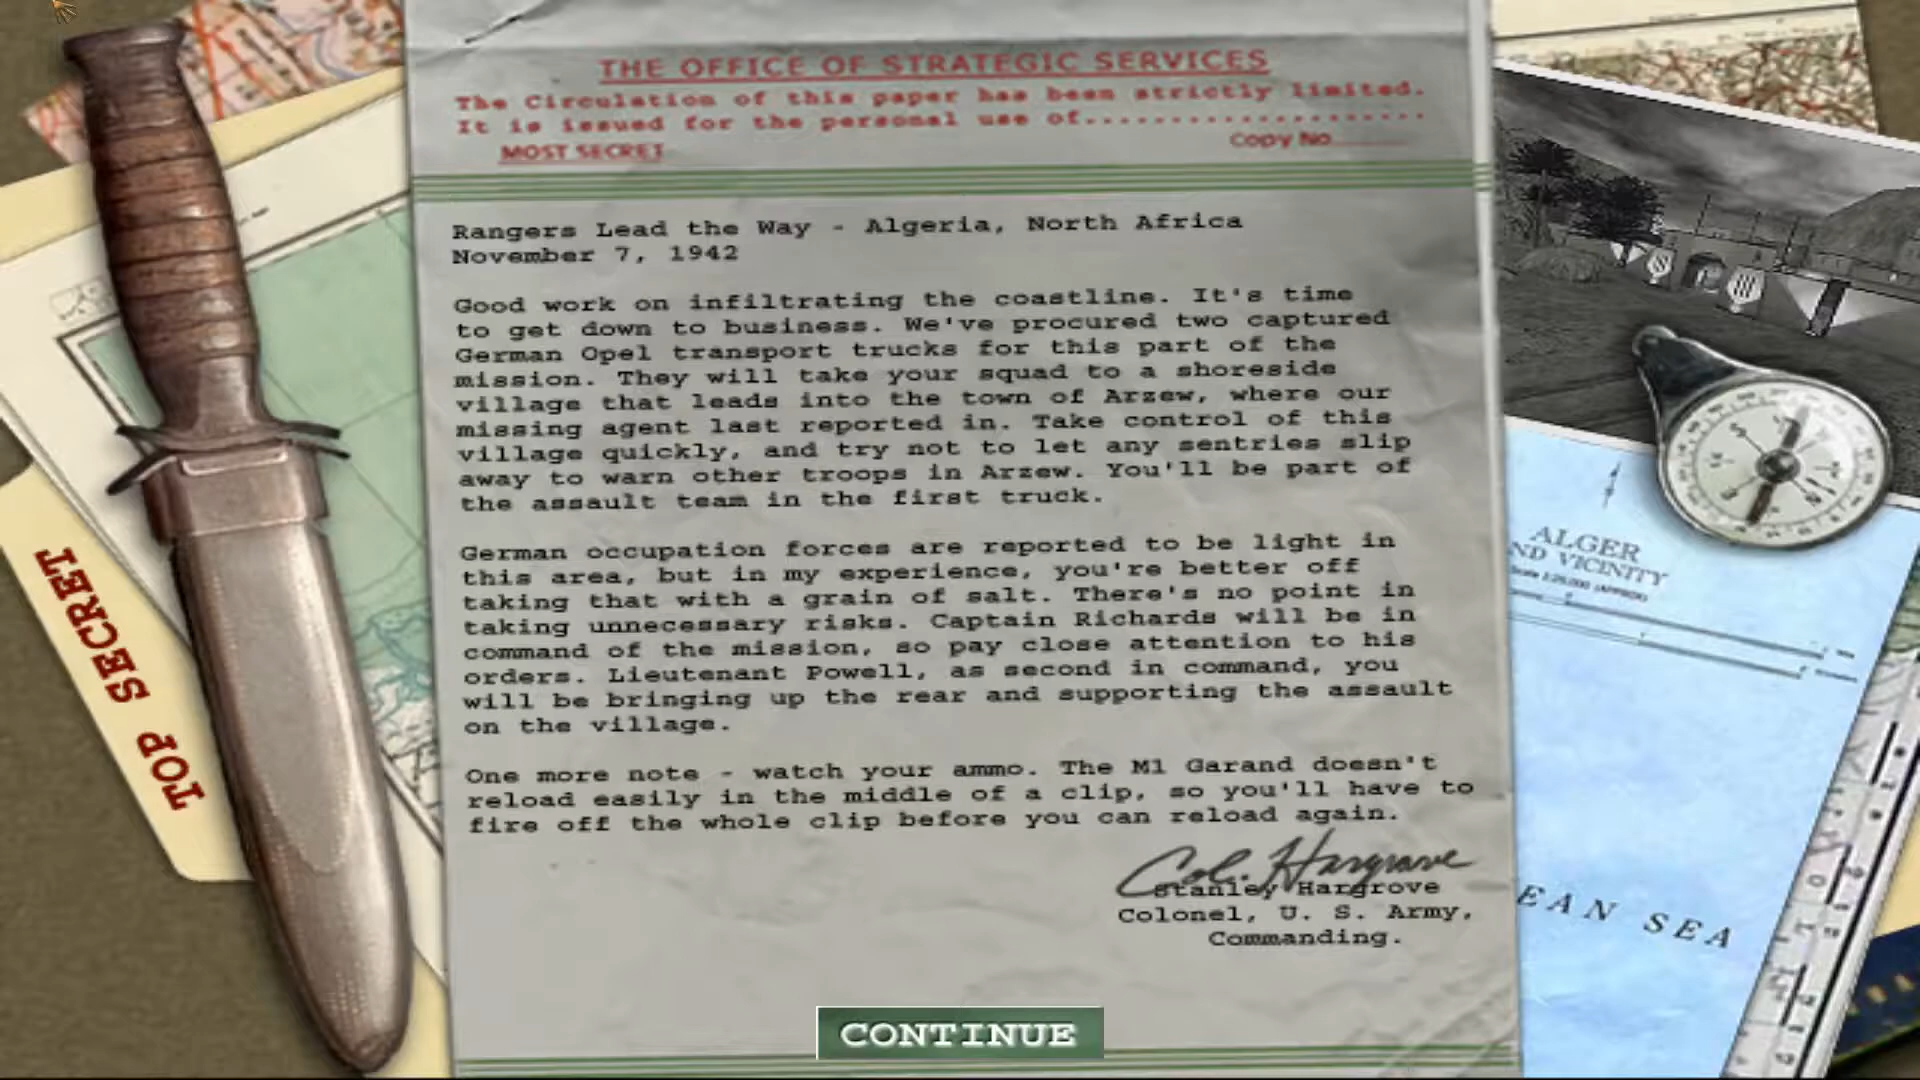 THE OFFICE OF STRATEGIC SERVICES
The Circulation of this paper has been strictly limited.
It is issued for the personal use of.....................
MOST SECRET
Copy No.
Rangers Lead the Way - Algeria, North Africa
November 7, 1942
Good work on infiltrating the coastline. It's time
to get down to business. We've procured two captured
German Opel transport trucks for this part of the
mission. They will take your squad to a shoreside
village that leads into the town of Arzew, where our
missing agent last reported in. Take control of this
village quickly, and try not to let any sentries slip
away to warn other troops in Arzew. You'll be part of
the assault team in the first truck.
German occupation forces are reported to be light in
this area, but in my experience, you're better off
taking that with a grain of salt. There's no point in
taking unnecessary risks. Captain Richards will be in
command of the mission, so pay close attention to his
orders. Lieutenant Powell, as second in command, you
will be bringing up the rear and supporting the assault
on the village.
One more note - watch your ammo. The M1 Garand doesn't
reload easily in the middle of a clip, so you'll have to
fire off the whole clip before you can reload again.
Col. Hargrove
Stanley Hargrove
Colonel, U. S. Army,
Commanding.
CONTINUE
TOP SECRET
ALGER
ND VICINITY
EAN SEA